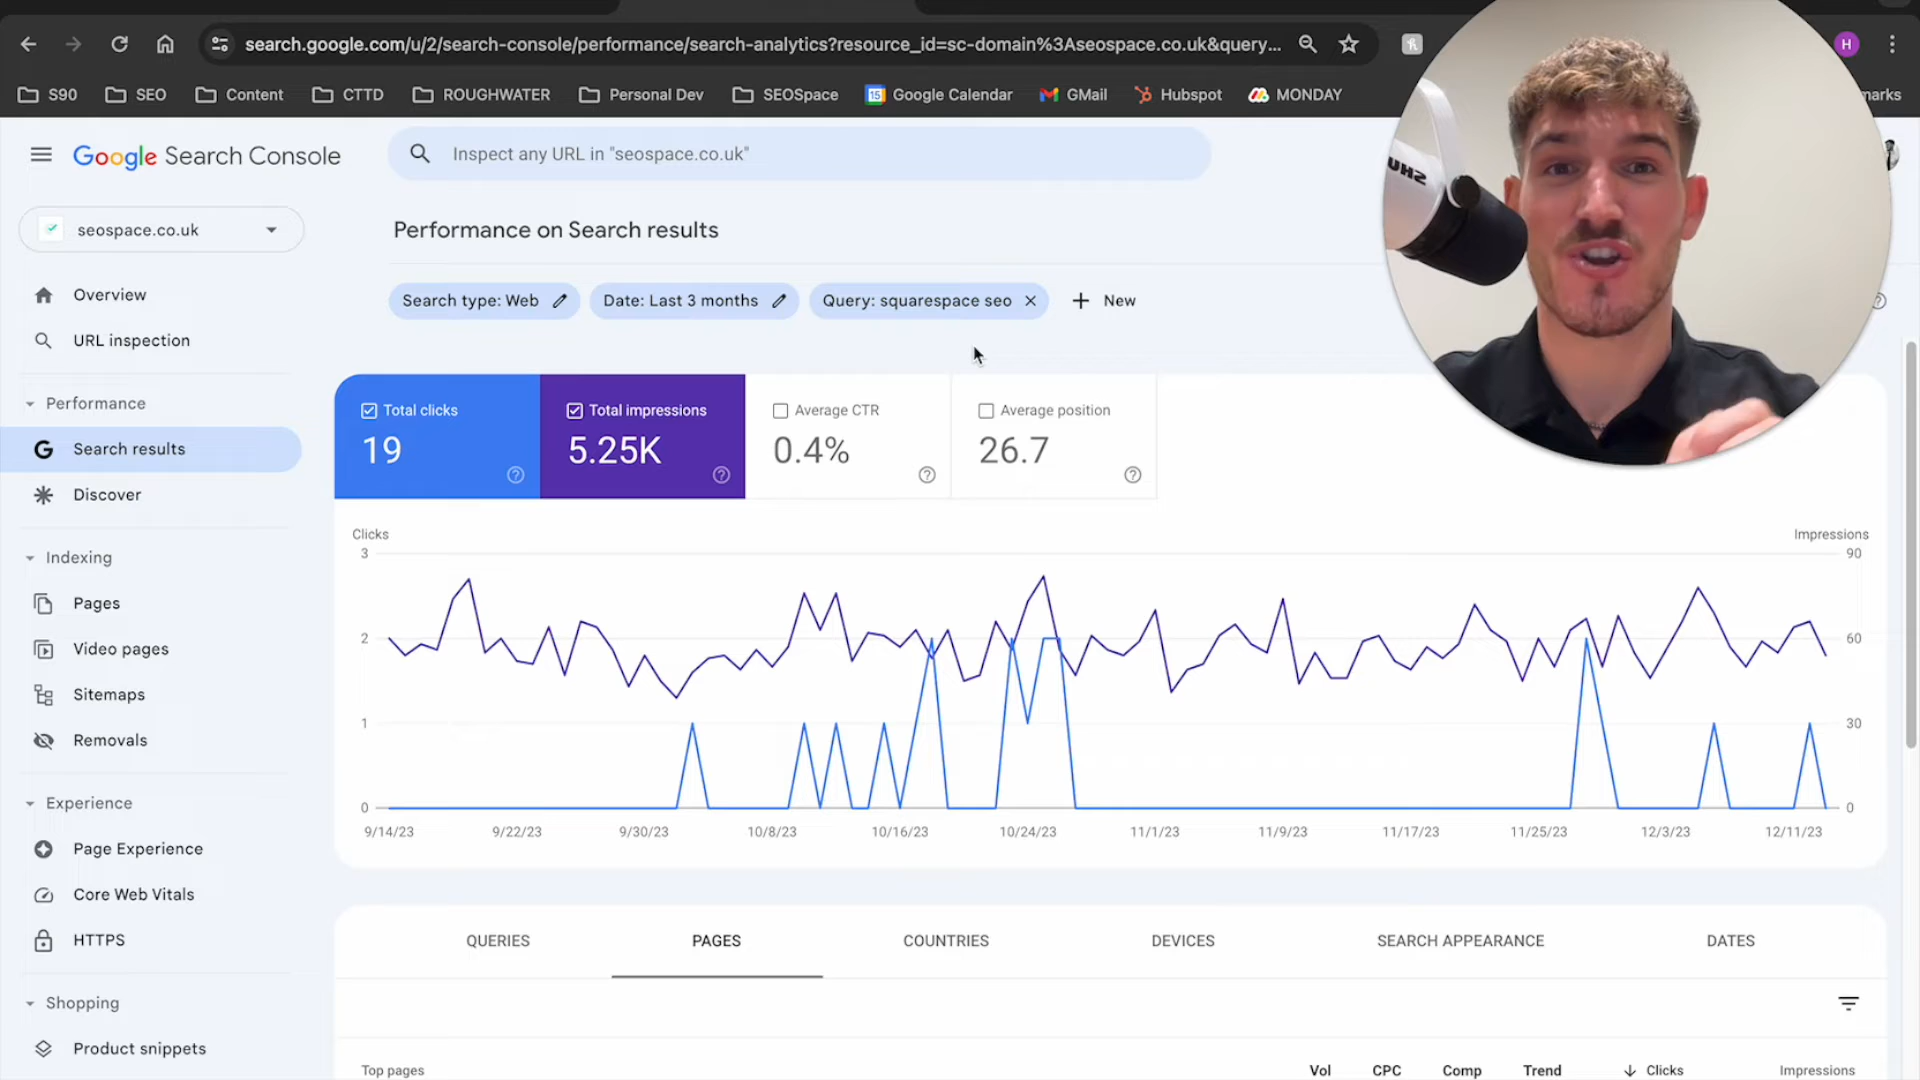 search.google.com/u/2/search-console/performance/search-analytics?resource_id=sc-domain%3Aseospace.co.uk&query...
H
S90
SEO
Content
CTTD
ROUGHWATER
Personal Dev
SEOSpace
15
Google Calendar
GMail
Hubspot
MONDAY
marks
Google Search Console
Inspect any URL in "seospace.co.uk"
SHU
seospace.co.uk
Performance on Search results
Overview
URL inspection
Performance
Search results
Discover
Indexing
Pages
Video pages
Sitemaps
Removals
Experience
Page Experience
Core Web Vitals
HTTPS
Shopping
Product snippets
Search type: Web
Date: Last 3 months
Query: squarespace seo
New
Total clicks
19
Total impressions
5.25K
Average CTR
0.4%
Average position
26.7
Clicks
Impressions
3
90
2
60
1
30
0
0
9/14/23
9/22/23
9/30/23
10/8/23
10/16/23
10/24/23
11/1/23
11/9/23
11/17/23
11/25/23
12/3/23
12/11/23
QUERIES
PAGES
COUNTRIES
DEVICES
SEARCH APPEARANCE
DATES
Top pages
Vol
CPC
Comp
Trend
Clicks
Impressions